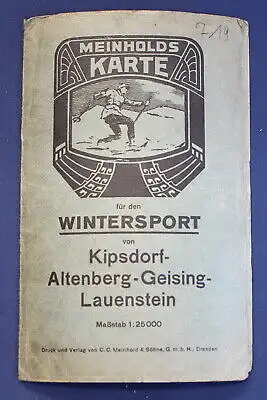 7/19
MEINHOLDS
KARTE
für den
WINTERSPORT
von
Kipsdorf-
Altenberg-Geising-
Lauenstein
Maßstab 1:25000
Druck und Verlag von C. C. Meinhold & Söhne, G. m. b. H., Dresden